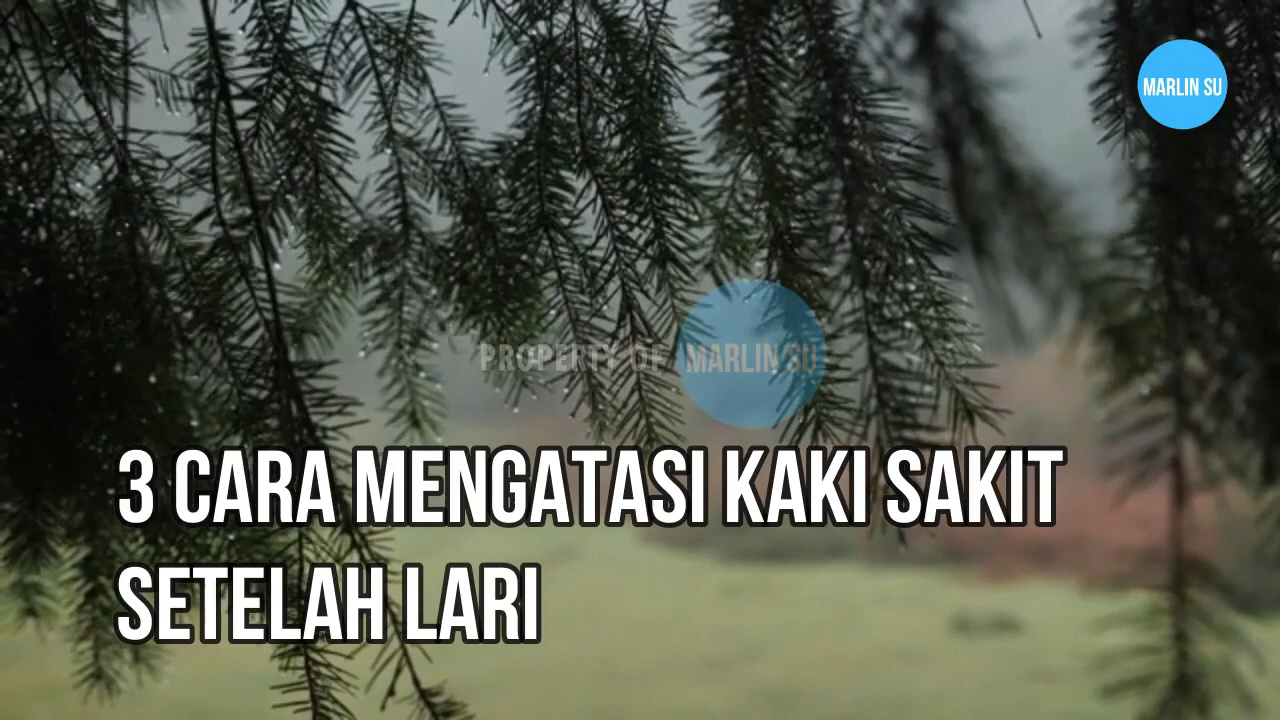 MARLIN SU
PROPERTY OF MARLIN SU
3 CARA MENGATASI KAKI SAKIT
SETELAH LARI